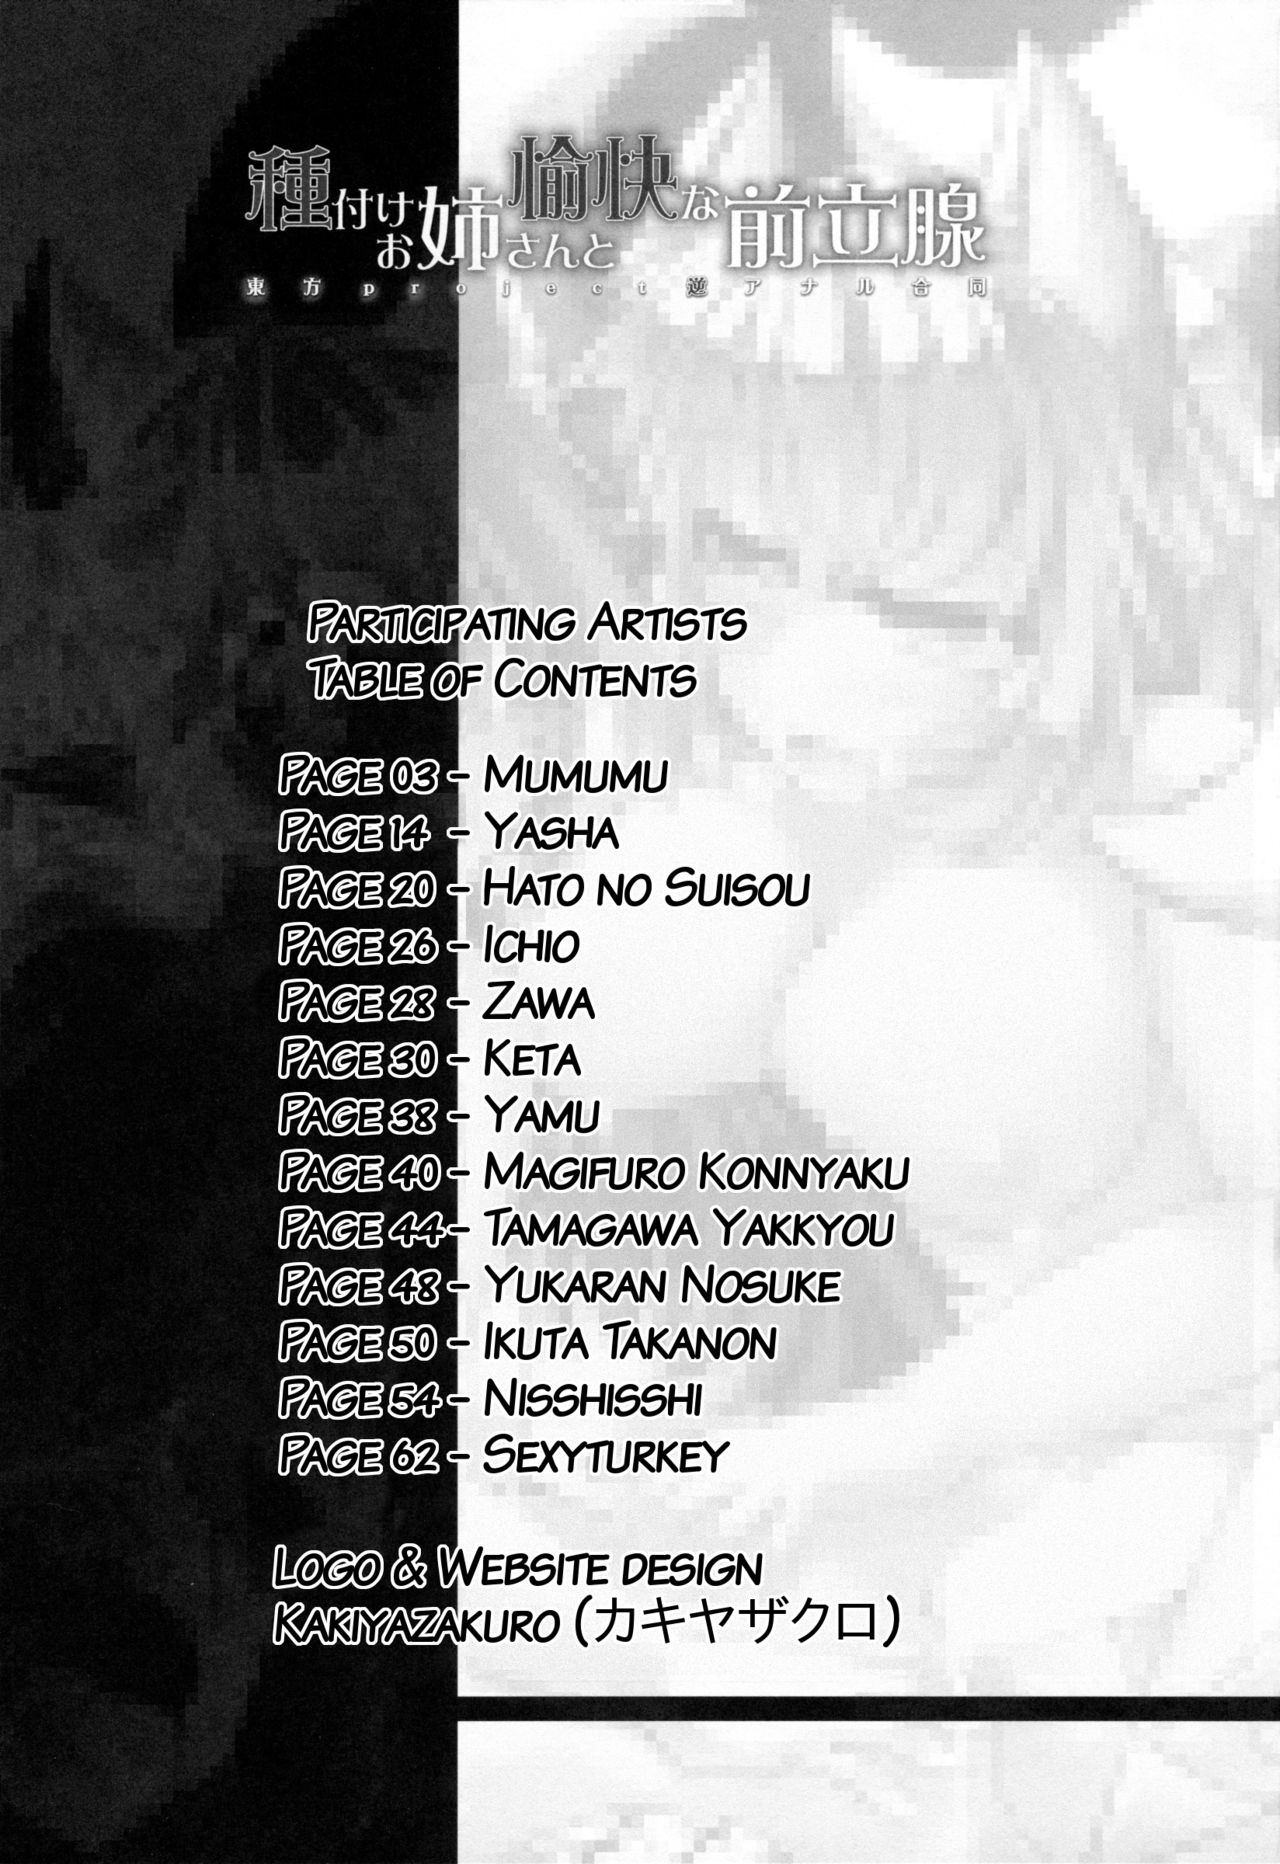 種付けお姉さんと愉快な前立腺
東方project逆アナル合同
Participating Artists
Table of Contents
Page 03 - Mumumu
Page 14 - Yasha
Page 20 - Hato no Suisou
Page 26 - Ichio
Page 28 - Zawa
Page 30 - Keta
Page 38 - Yamu
Page 40 - Magifuro Konnyaku
Page 44 - Tamagawa Yakkyou
Page 48 - Yukaran Nosuke
Page 50 - Ikuta Takanon
Page 54 - Nisshisshi
Page 62 - Sexyturkey
Logo & Website design
Kakiyazakuro (カキヤザクロ)